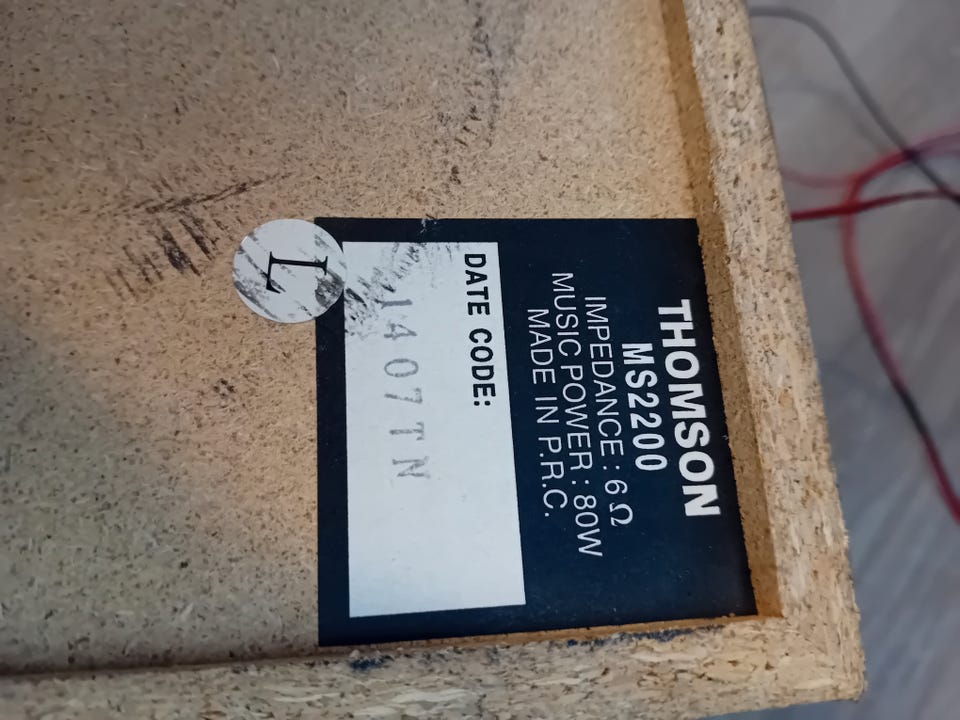 THOMSON
MS2200
IMPEDANCE : 6 Ω
MUSIC POWER : 80W
MADE IN P.R.C.
DATE CODE:
1407TN
L